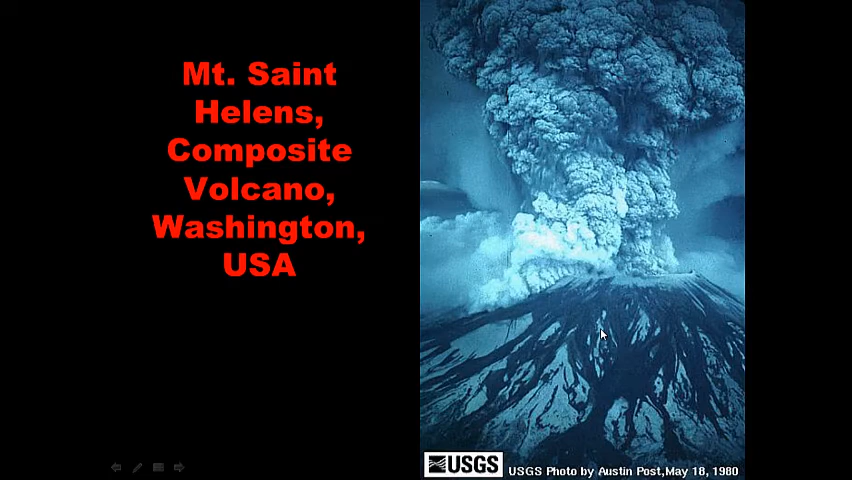 Mt. Saint
Helens,
Composite
Volcano,
Washington,
USA
USGS
USGS Photo by Austin Post,May 18, 1980